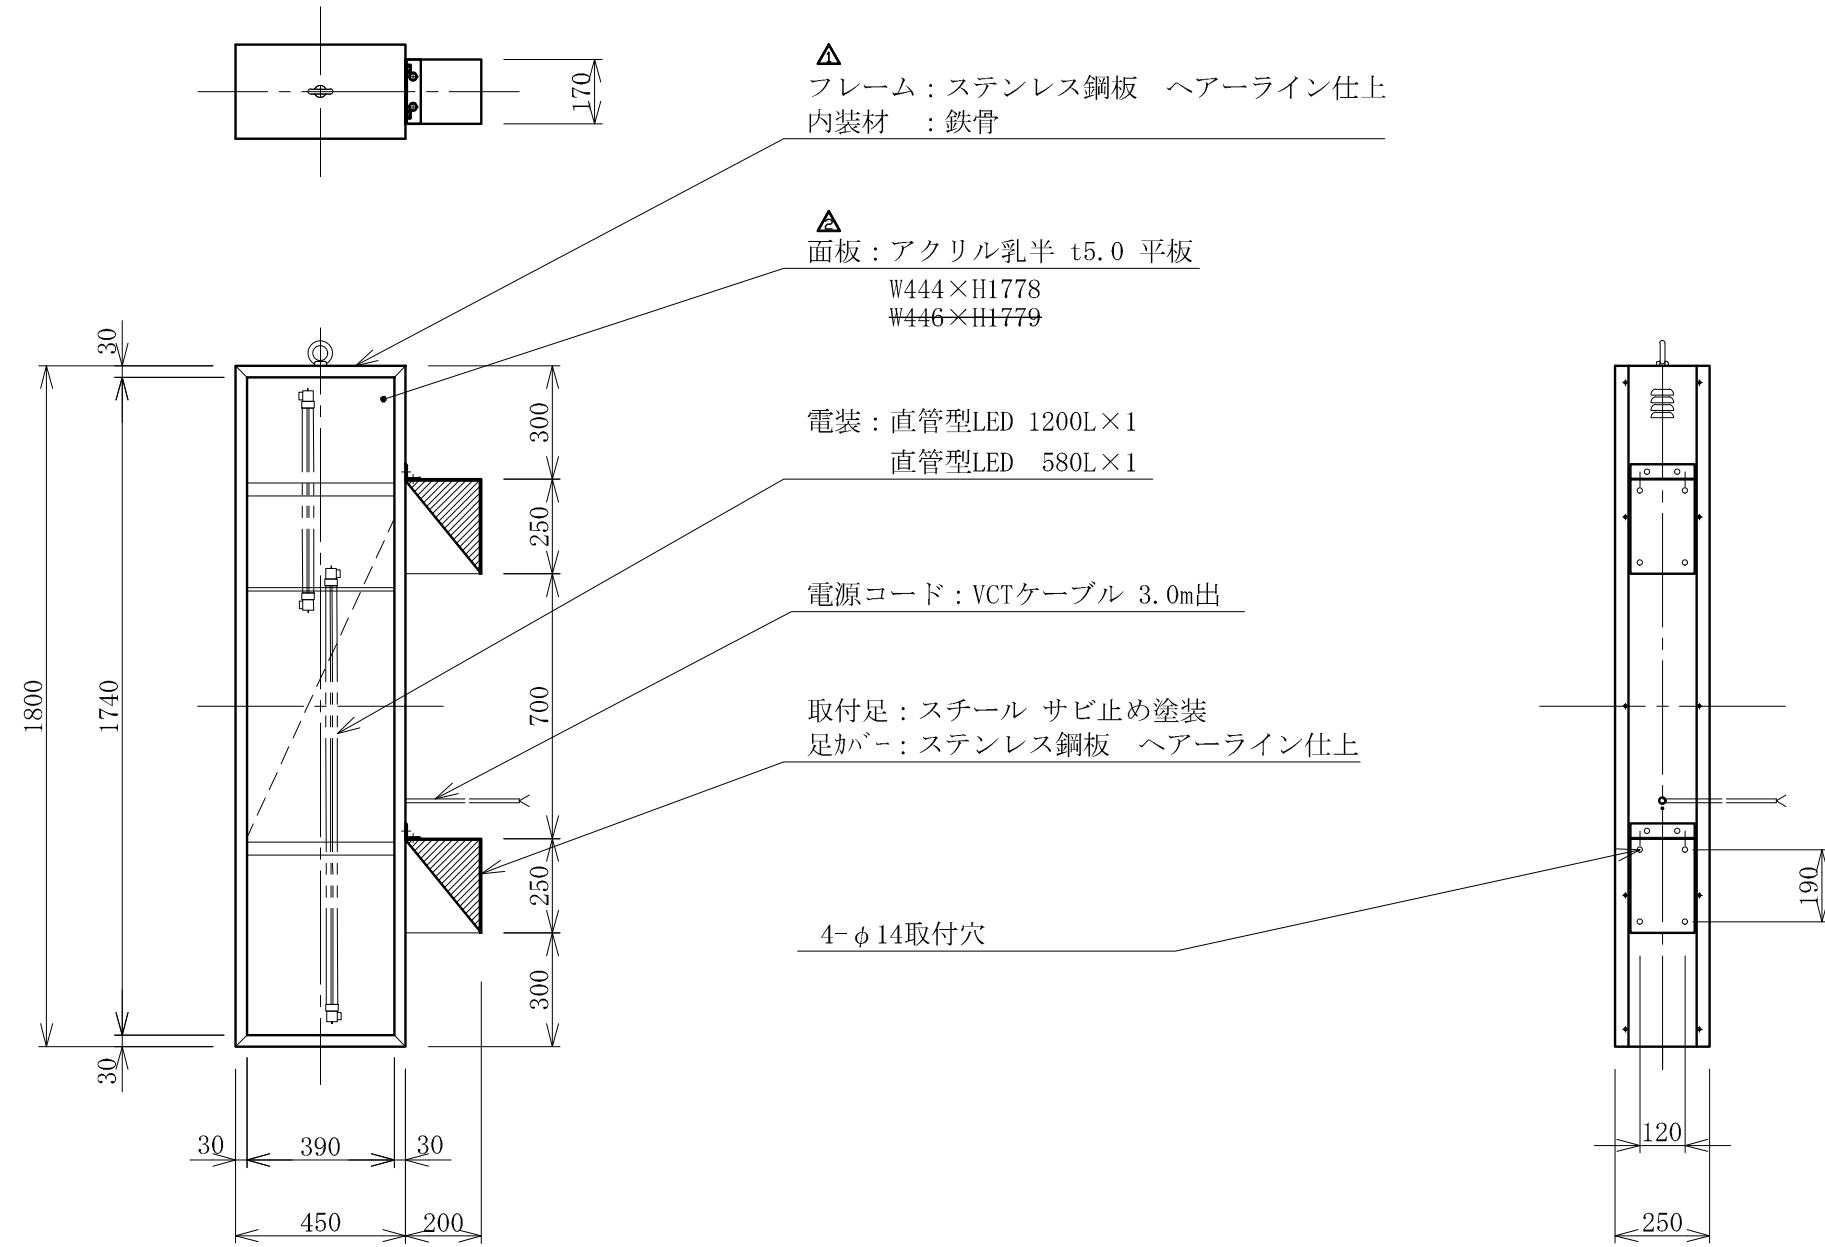 170
1
フレーム：ステンレス鋼板　ヘアーライン仕上
内装材　：鉄骨
2
面板：アクリル乳半 t5.0 平板
W444×H1778
W446×H1779
電装：直管型LED 1200L×1
直管型LED　580L×1
電源コード：VCTケーブル 3.0m出
取付足：スチール サビ止め塗装
足ｶﾊﾞｰ：ステンレス鋼板　ヘアーライン仕上
4-φ14取付穴
30
1800
1740
30
300
250
700
250
300
30
390
30
450
200
190
120
250